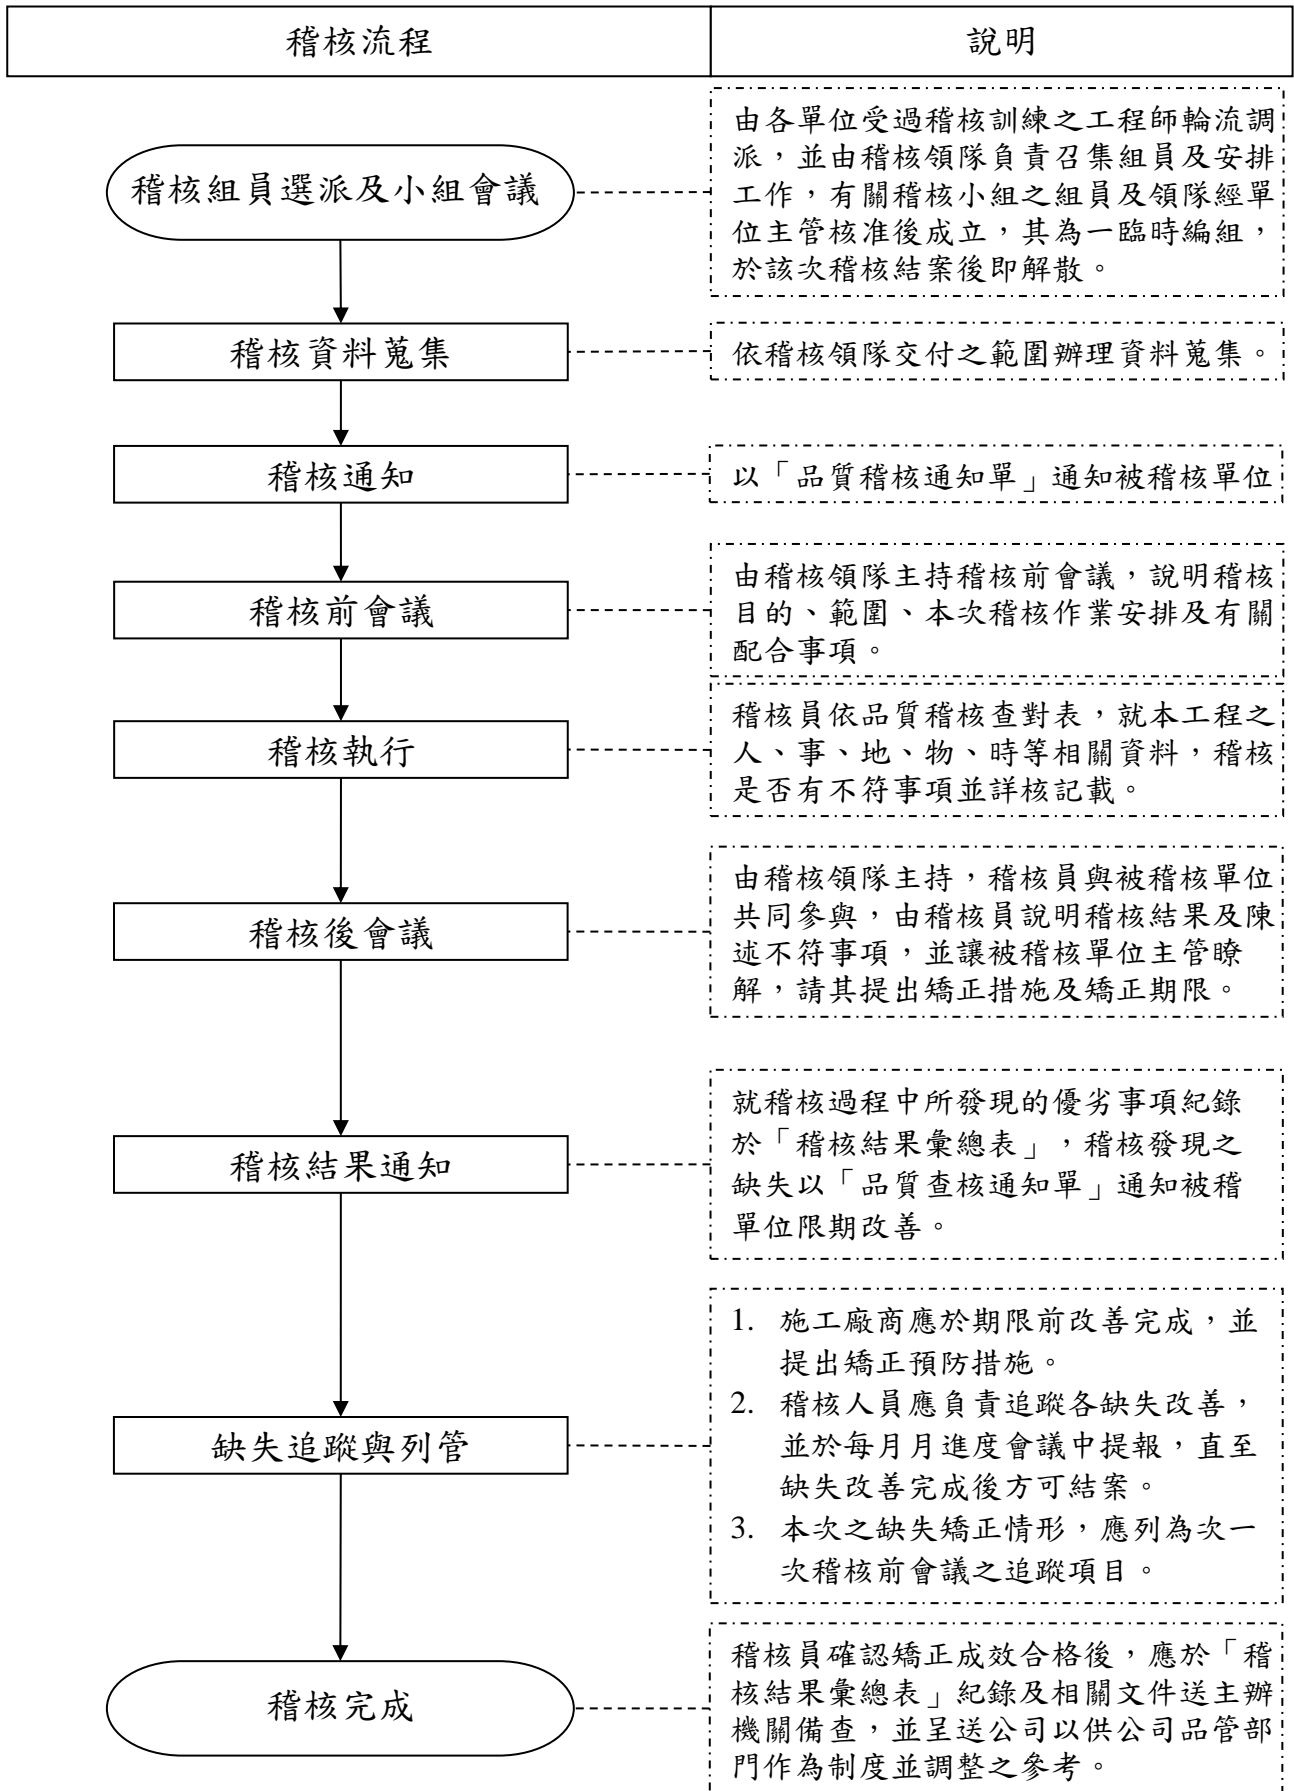 稽核流程
說明
稽核組員選派及小組會議
由各單位受過稽核訓練之工程師輪流調
派，並由稽核領隊負責召集組員及安排
工作，有關稽核小組之組員及領隊經單
位主管核准後成立，其為一臨時編組，
於該次稽核結案後即解散。
稽核資料蒐集
依稽核領隊交付之範圍辦理資料蒐集。
稽核通知
以「品質稽核通知單」通知被稽核單位
稽核前會議
由稽核領隊主持稽核前會議，說明稽核
目的、範圍、本次稽核作業安排及有關
配合事項。
稽核執行
稽核員依品質稽核查對表，就本工程之
人、事、地、物、時等相關資料，稽核
是否有不符事項並詳核記載。
稽核後會議
由稽核領隊主持，稽核員與被稽核單位
共同參與，由稽核員說明稽核結果及陳
述不符事項，並讓被稽核單位主管瞭
解，請其提出矯正措施及矯正期限。
稽核結果通知
就稽核過程中所發現的優劣事項紀錄
於「稽核結果彙總表」，稽核發現之
缺失以「品質查核通知單」通知被稽
單位限期改善。
缺失追蹤與列管
1. 施工廠商應於期限前改善完成，並
提出矯正預防措施。
2. 稽核人員應負責追蹤各缺失改善，
並於每月月進度會議中提報，直至
缺失改善完成後方可結案。
3. 本次之缺失矯正情形，應列為次一
次稽核前會議之追蹤項目。
稽核完成
稽核員確認矯正成效合格後，應於「稽
核結果彙總表」紀錄及相關文件送主辦
機關備查，並呈送公司以供公司品管部
門作為制度並調整之參考。